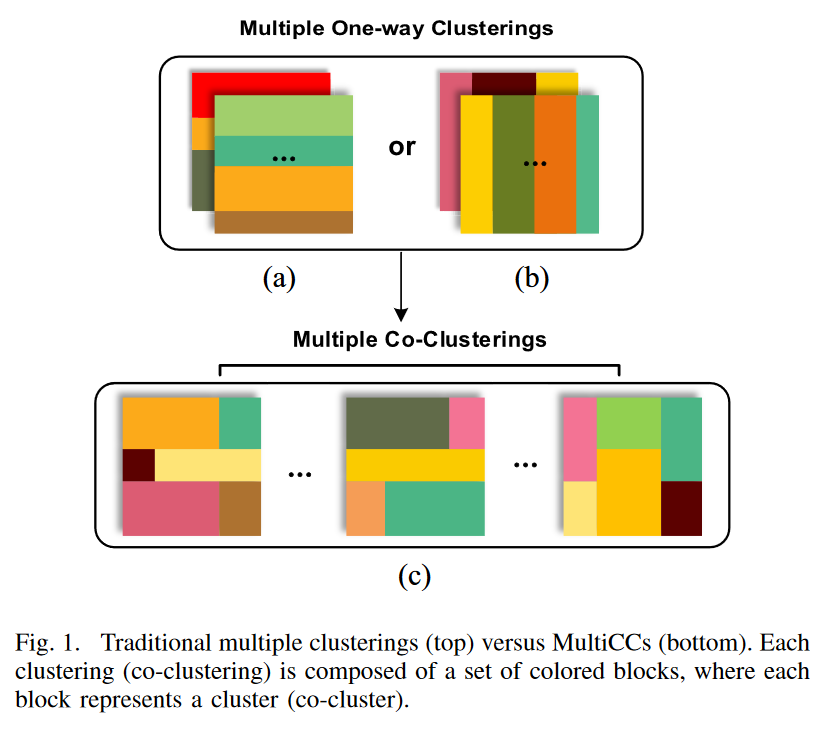 Multiple One-way Clusterings
...
or
...
(a)
(b)
Multiple Co-Clusterings
...
...
(c)
Fig. 1. Traditional multiple clusterings (top) versus MultiCCs (bottom). Each
clustering (co-clustering) is composed of a set of colored blocks, where each
block represents a cluster (co-cluster).